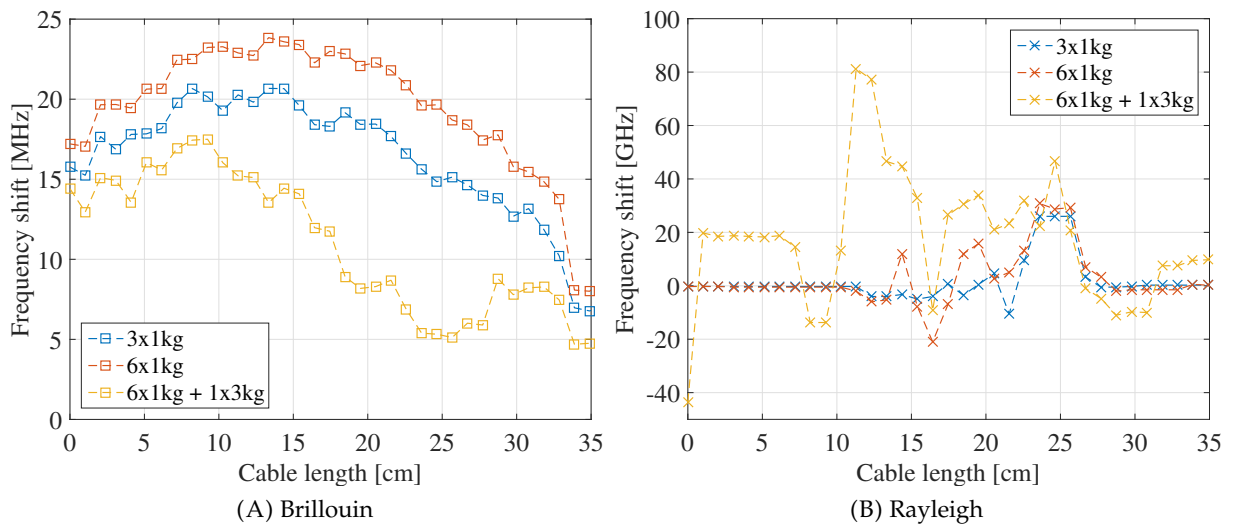 25
20
15
10
5
0
Frequency shift [MHz]
3x1kg
6x1kg
6x1kg + 1x3kg
0 5 10 15 20 25 30 35
Cable length [cm]
(A) Brillouin
100
80
60
40
20
0
-20
-40
Frequency shift [GHz]
3x1kg
6x1kg
6x1kg + 1x3kg
0 5 10 15 20 25 30 35
Cable length [cm]
(B) Rayleigh